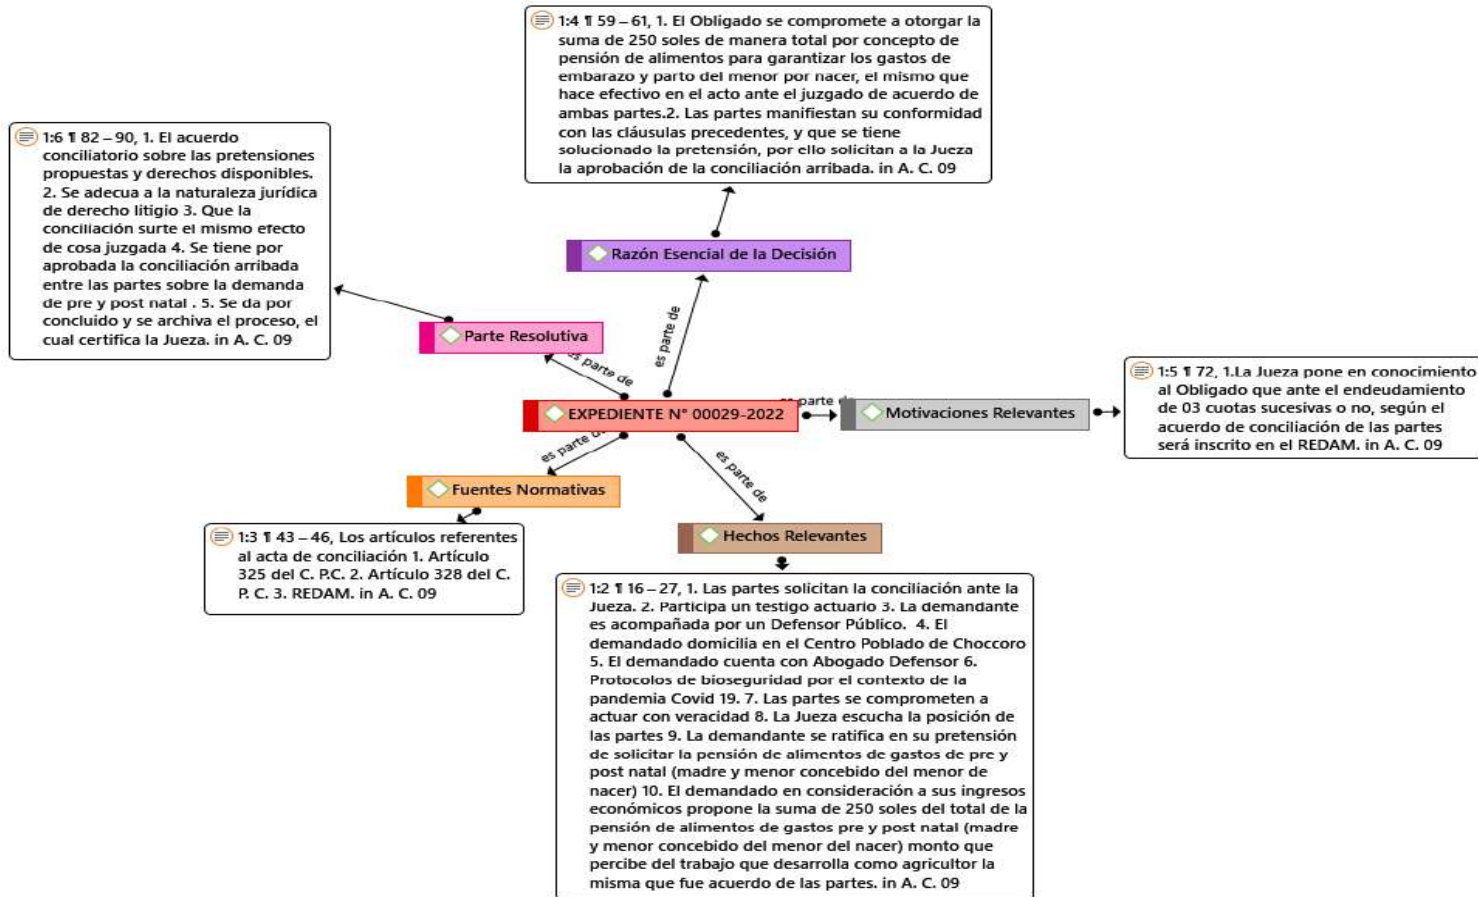 1:4 ¶ 59 – 61, 1. El Obligado se compromete a otorgar la
suma de 250 soles de manera total por concepto de
pensión de alimentos para garantizar los gastos de
embarazo y parto del menor por nacer, el mismo que
hace efectivo en el acto ante el juzgado de acuerdo de
ambas partes.2. Las partes manifiestan su conformidad
con las cláusulas precedentes, y que se tiene
solucionado la pretensión, por ello solicitan a la Jueza
la aprobación de la conciliación arribada. in A. C. 09
1:6 ¶ 82 – 90, 1. El acuerdo
conciliatorio sobre las pretensiones
propuestas y derechos disponibles.
2. Se adecua a la naturaleza jurídica
de derecho litigio 3. Que la
conciliación surte el mismo efecto
de cosa juzgada 4. Se tiene por
aprobada la conciliación arribada
entre las partes sobre la demanda
de pre y post natal . 5. Se da por
concluido y se archiva el proceso, el
cual certifica la Jueza. in A. C. 09
Razón Esencial de la Decisión
es parte de
Parte Resolutiva
es parte de
EXPEDIENTE N° 00029-2022
es parte de
Motivaciones Relevantes
1:5 ¶ 72, 1.La Jueza pone en conocimiento
al Obligado que ante el endeudamiento
de 03 cuotas sucesivas o no, según el
acuerdo de conciliación de las partes
será inscrito en el REDAM. in A. C. 09
es parte de
es parte de
Fuentes Normativas
1:3 ¶ 43 – 46, Los artículos referentes
al acta de conciliación 1. Artículo
325 del C. P.C. 2. Artículo 328 del C.
P. C. 3. REDAM. in A. C. 09
Hechos Relevantes
1:2 ¶ 16 – 27, 1. Las partes solicitan la conciliación ante la
Jueza. 2. Participa un testigo actuario 3. La demandante
es acompañada por un Defensor Público. 4. El
demandado domicilia en el Centro Poblado de Choccoro
5. El demandado cuenta con Abogado Defensor 6.
Protocolos de bioseguridad por el contexto de la
pandemia Covid 19. 7. Las partes se comprometen a
actuar con veracidad 8. La Jueza escucha la posición de
las partes 9. La demandante se ratifica en su pretensión
de solicitar la pensión de alimentos de gastos de pre y
post natal (madre y menor concebido del menor de
nacer) 10. El demandado en consideración a sus ingresos
económicos propone la suma de 250 soles del total de la
pensión de alimentos de gastos pre y post natal (madre
y menor concebido del menor del nacer) monto que
percibe del trabajo que desarrolla como agricultor la
misma que fue acuerdo de las partes. in A. C. 09